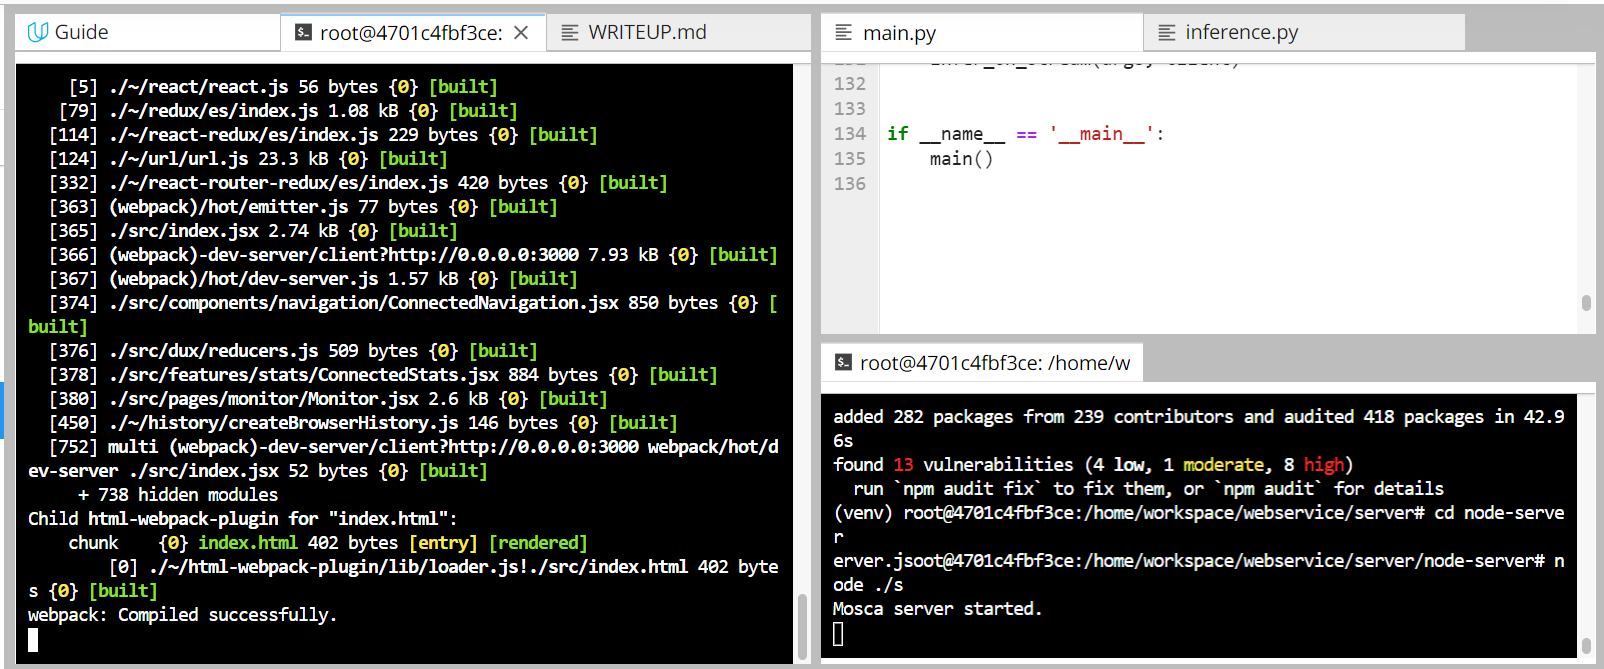 Guide
root@4701c4fbf3ce:
WRITEUP.md
[5] ./~/react/react.js 56 bytes {0} [built]
[79] ./~/redux/es/index.js 1.08 kB {0} [built]
[114] ./~/react-redux/es/index.js 229 bytes {0} [built]
[124] ./~/url/url.js 23.3 kB {0} [built]
[332] ./~/react-router-redux/es/index.js 420 bytes {0} [built]
[363] (webpack)/hot/emitter.js 77 bytes {0} [built]
[365] ./src/index.jsx 2.74 kB {0} [built]
[366] (webpack)-dev-server/client?http://0.0.0.0:3000 7.93 kB {0} [built]
[367] (webpack)/hot/dev-server.js 1.57 kB {0} [built]
[374] ./src/components/navigation/ConnectedNavigation.jsx 850 bytes {0} [
built]
[376] ./src/dux/reducers.js 509 bytes {0} [built]
[378] ./src/features/stats/ConnectedStats.jsx 884 bytes {0} [built]
[380] ./src/pages/monitor/Monitor.jsx 2.6 kB {0} [built]
[450] ./~/history/createBrowserHistory.js 146 bytes {0} [built]
[752] multi (webpack)-dev-server/client?http://0.0.0.0:3000 webpack/hot/d
ev-server ./src/index.jsx 52 bytes {0} [built]
+ 738 hidden modules
Child html-webpack-plugin for "index.html":
chunk    {0} index.html 402 bytes [entry] [rendered]
[0] ./~/html-webpack-plugin/lib/loader.js!./src/index.html 402 byte
s {0} [built]
webpack: Compiled successfully.
main.py
inference.py
132
133
134 if __name__ == '__main__':
135 main()
136
root@4701c4fbf3ce: /home/w
added 282 packages from 239 contributors and audited 418 packages in 42.9
6s
found 13 vulnerabilities (4 low, 1 moderate, 8 high)
run `npm audit fix` to fix them, or `npm audit` for details
(venv) root@4701c4fbf3ce:/home/workspace/webservice/server# cd node-serve
r
erver.jsoot@4701c4fbf3ce:/home/workspace/webservice/server/node-server# n
ode ./s
Mosca server started.